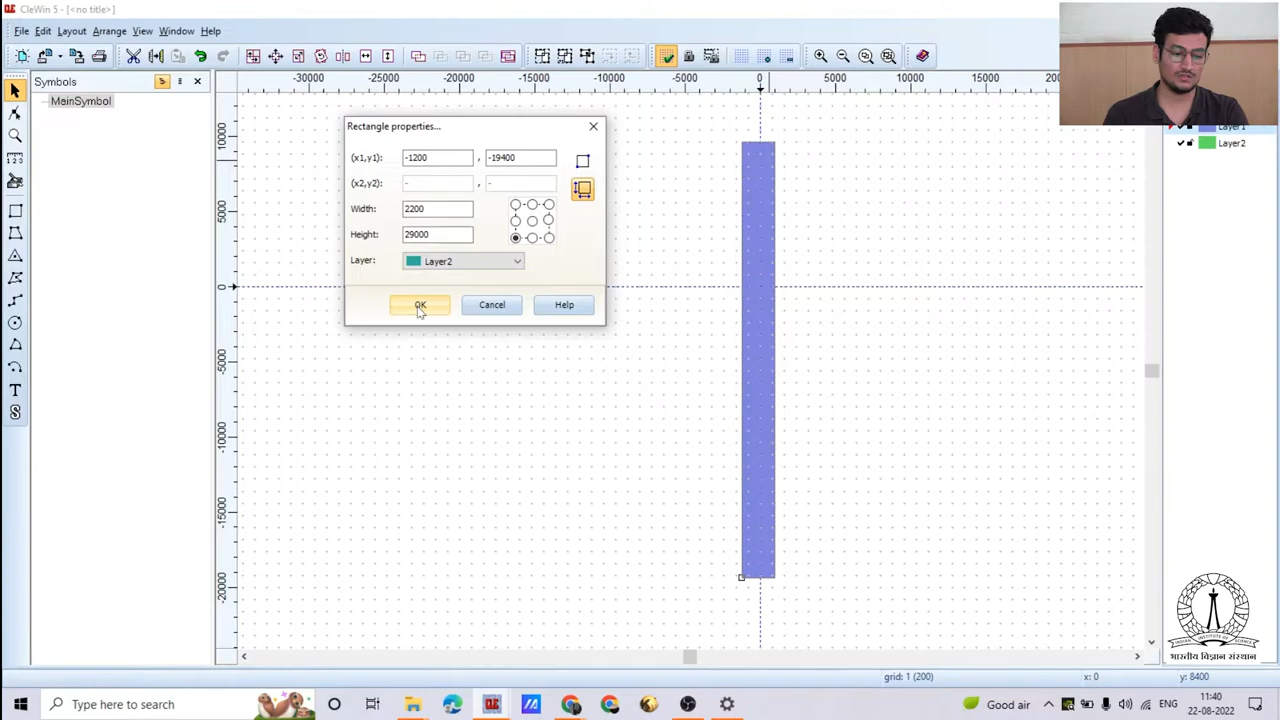 CleWin 5 - [<no title>]
File Edit Layout Arrange View Window Help
Symbols
MainSymbol
-30000 -25000 -20000 -15000 -10000 -5000 0 5000 10000 15000
10000
5000
0
-5000
-10000
-15000
-20000
Rectangle properties...
(x1,y1): -1200 , -19400
(x2,y2): - , -
Width: 2200
Height: 29000
Layer: Layer2
OK Cancel Help
Layer1
Layer2
भारतीय विज्ञान संस्थान
grid: 1 (200) x: 0 y: 8400
Type here to search
Good air
ENG
11:40
22-08-2022